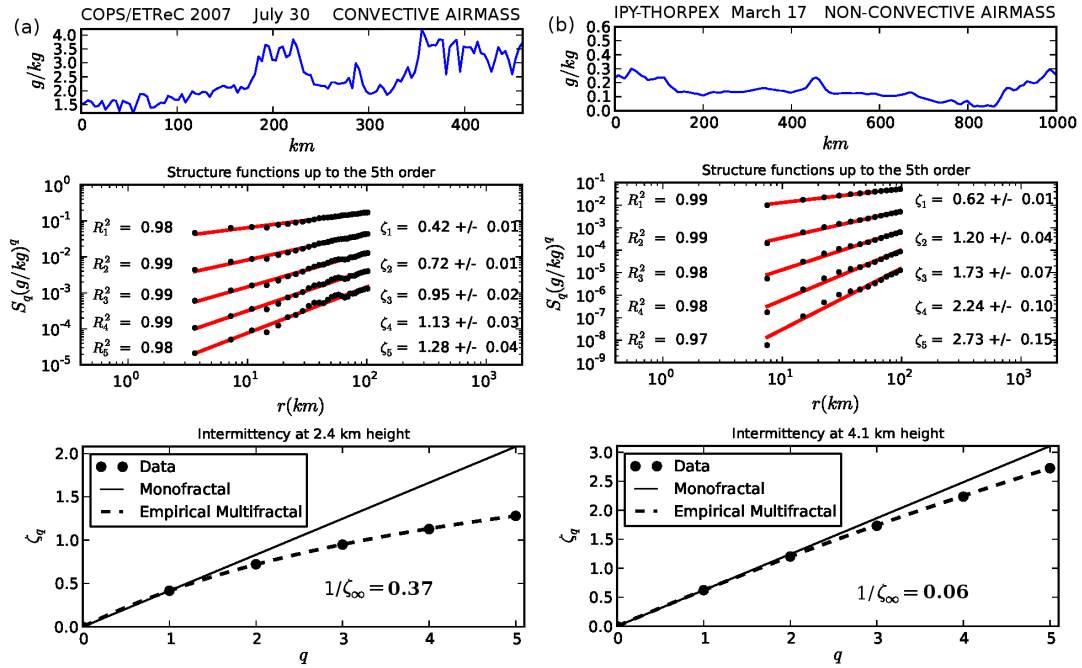 (a)
COPS/ETReC 2007 July 30 CONVECTIVE AIRMASS
g/kg
4.0
3.5
3.0
2.5
2.0
1.5
0 100 200 300 400
km
Structure functions up to the 5th order
S_q(g/kg)^q
10^0
10^-1
10^-2
10^-3
10^-4
10^-5
R_1^2 = 0.98 ζ_1 = 0.42 +/- 0.01
R_2^2 = 0.99 ζ_2 = 0.72 +/- 0.01
R_3^2 = 0.99 ζ_3 = 0.95 +/- 0.02
R_4^2 = 0.99 ζ_4 = 1.13 +/- 0.03
R_5^2 = 0.98 ζ_5 = 1.28 +/- 0.04
10^0 10^1 10^2 10^3
r(km)
Intermittency at 2.4 km height
ζ_q
2.0
1.5
1.0
0.5
0.0
Data
Monofractal
Empirical Multifractal
1/ζ_∞ = 0.37
0 1 2 3 4 5
q
(b)
IPY-THORPEX March 17 NON-CONVECTIVE AIRMASS
g/kg
0.6
0.5
0.4
0.3
0.2
0.1
0.0
0 200 400 600 800 1000
km
Structure functions up to the 5th order
S_q(g/kg)^q
10^-1
10^-2
10^-3
10^-4
10^-5
10^-6
10^-7
10^-8
10^-9
R_1^2 = 0.99 ζ_1 = 0.62 +/- 0.01
R_2^2 = 0.99 ζ_2 = 1.20 +/- 0.04
R_3^2 = 0.98 ζ_3 = 1.73 +/- 0.07
R_4^2 = 0.98 ζ_4 = 2.24 +/- 0.10
R_5^2 = 0.97 ζ_5 = 2.73 +/- 0.15
10^0 10^1 10^2 10^3
r(km)
Intermittency at 4.1 km height
ζ_q
3.0
2.5
2.0
1.5
1.0
0.5
0.0
Data
Monofractal
Empirical Multifractal
1/ζ_∞ = 0.06
0 1 2 3 4 5
q